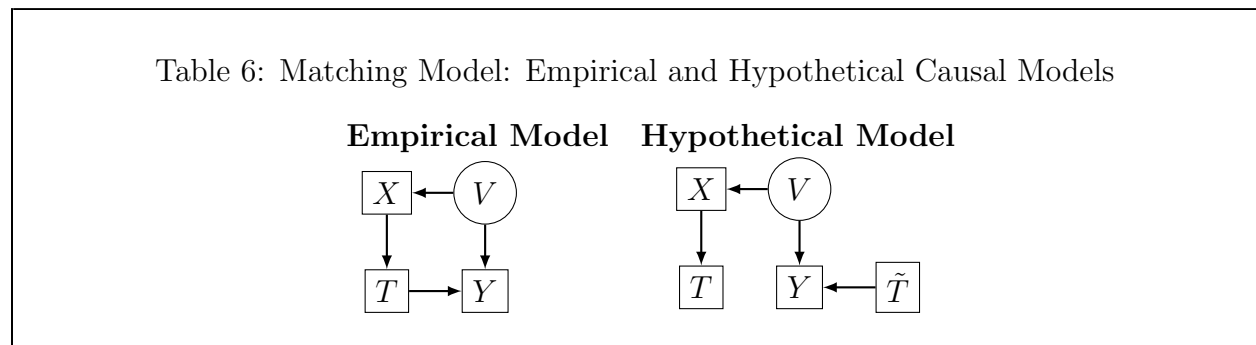 Table 6: Matching Model: Empirical and Hypothetical Causal Models
Empirical Model Hypothetical Model
X V X V
T Y T Y T̃